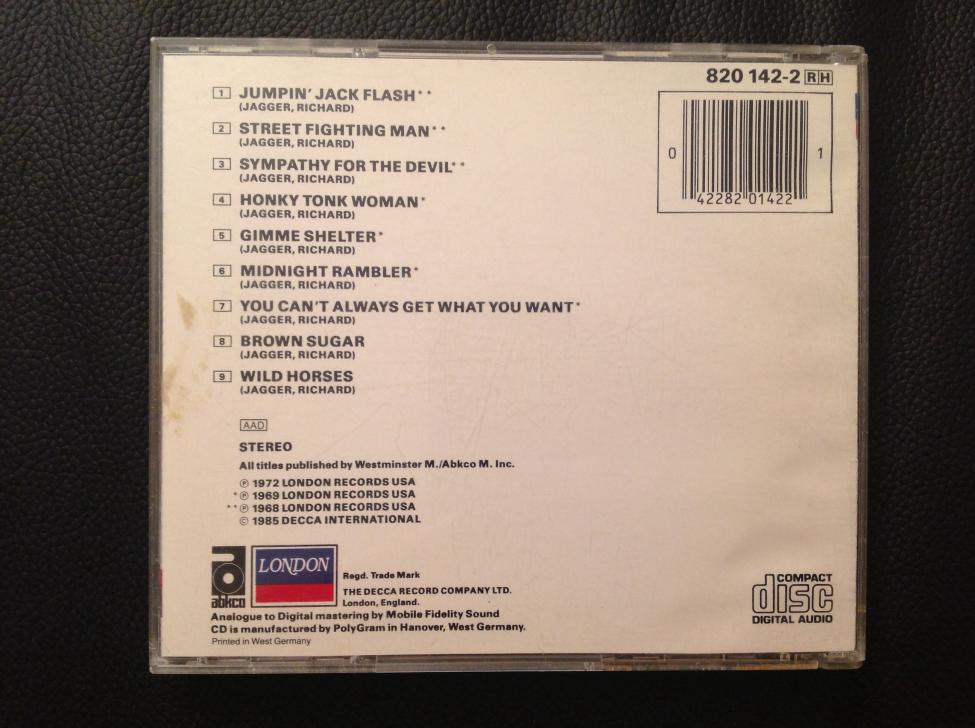 820 142-2 RH
1 JUMPIN' JACK FLASH**
(JAGGER, RICHARD)
2 STREET FIGHTING MAN**
(JAGGER, RICHARD)
3 SYMPATHY FOR THE DEVIL**
(JAGGER, RICHARD)
4 HONKY TONK WOMAN*
(JAGGER, RICHARD)
5 GIMME SHELTER*
(JAGGER, RICHARD)
6 MIDNIGHT RAMBLER*
(JAGGER, RICHARD)
7 YOU CAN'T ALWAYS GET WHAT YOU WANT*
(JAGGER, RICHARD)
8 BROWN SUGAR
(JAGGER, RICHARD)
9 WILD HORSES
(JAGGER, RICHARD)
0 42282 01422 1
AAD
STEREO
All titles published by Westminster M./Abkco M. Inc.
℗ 1972 LONDON RECORDS USA
*℗ 1969 LONDON RECORDS USA
**℗ 1968 LONDON RECORDS USA
© 1985 DECCA INTERNATIONAL
abkco
LONDON
Regd. Trade Mark
THE DECCA RECORD COMPANY LTD.
London, England.
Analogue to Digital mastering by Mobile Fidelity Sound
CD is manufactured by PolyGram in Hanover, West Germany.
Printed in West Germany
COMPACT
disc
DIGITAL AUDIO